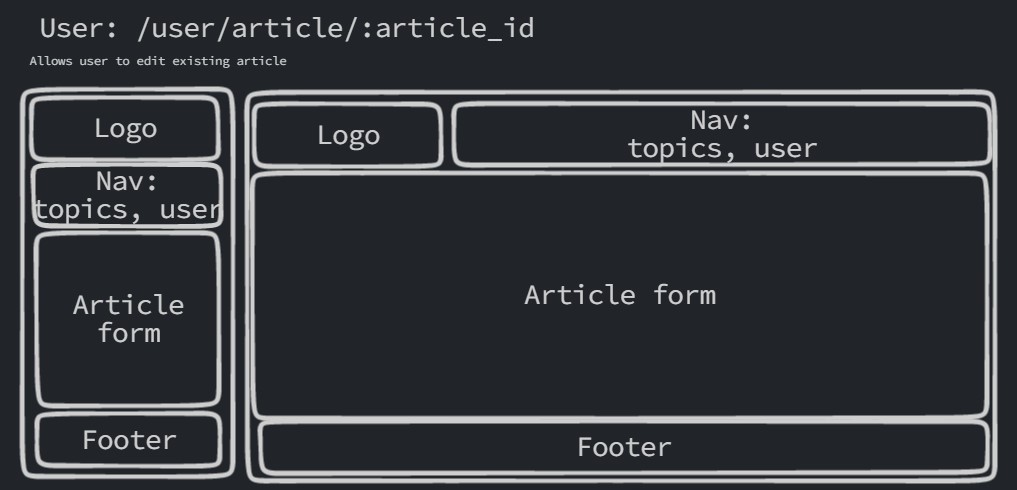 User: /user/article/:article_id
Allows user to edit existing article
Logo
Nav:
topics, user
Article
form
Footer
Logo
Nav:
topics, user
Article form
Footer